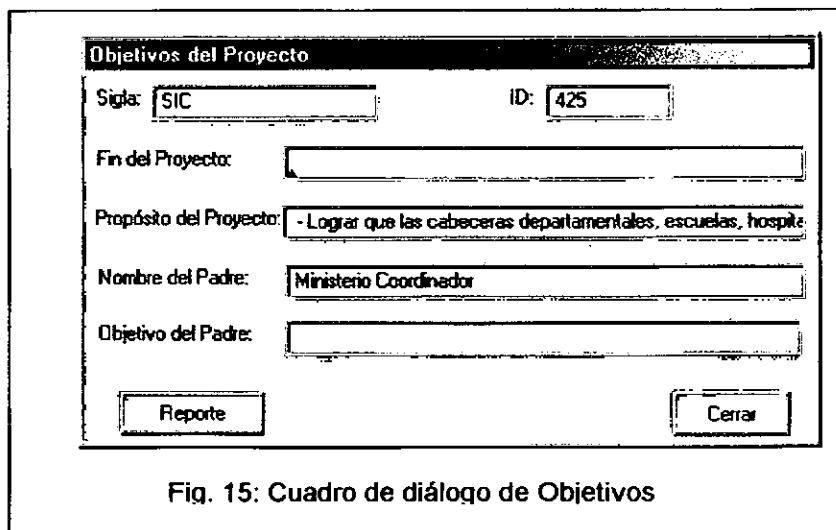 Objetivos del Proyecto
Sigla: SIC ID: 425
Fin del Proyecto:
Propósito del Proyecto: - Lograr que las cabeceras departamentales, escuelas, hospita
Nombre del Padre: Ministerio Coordinador
Objetivo del Padre:
Reporte Cerrar
Fig. 15: Cuadro de diálogo de Objetivos